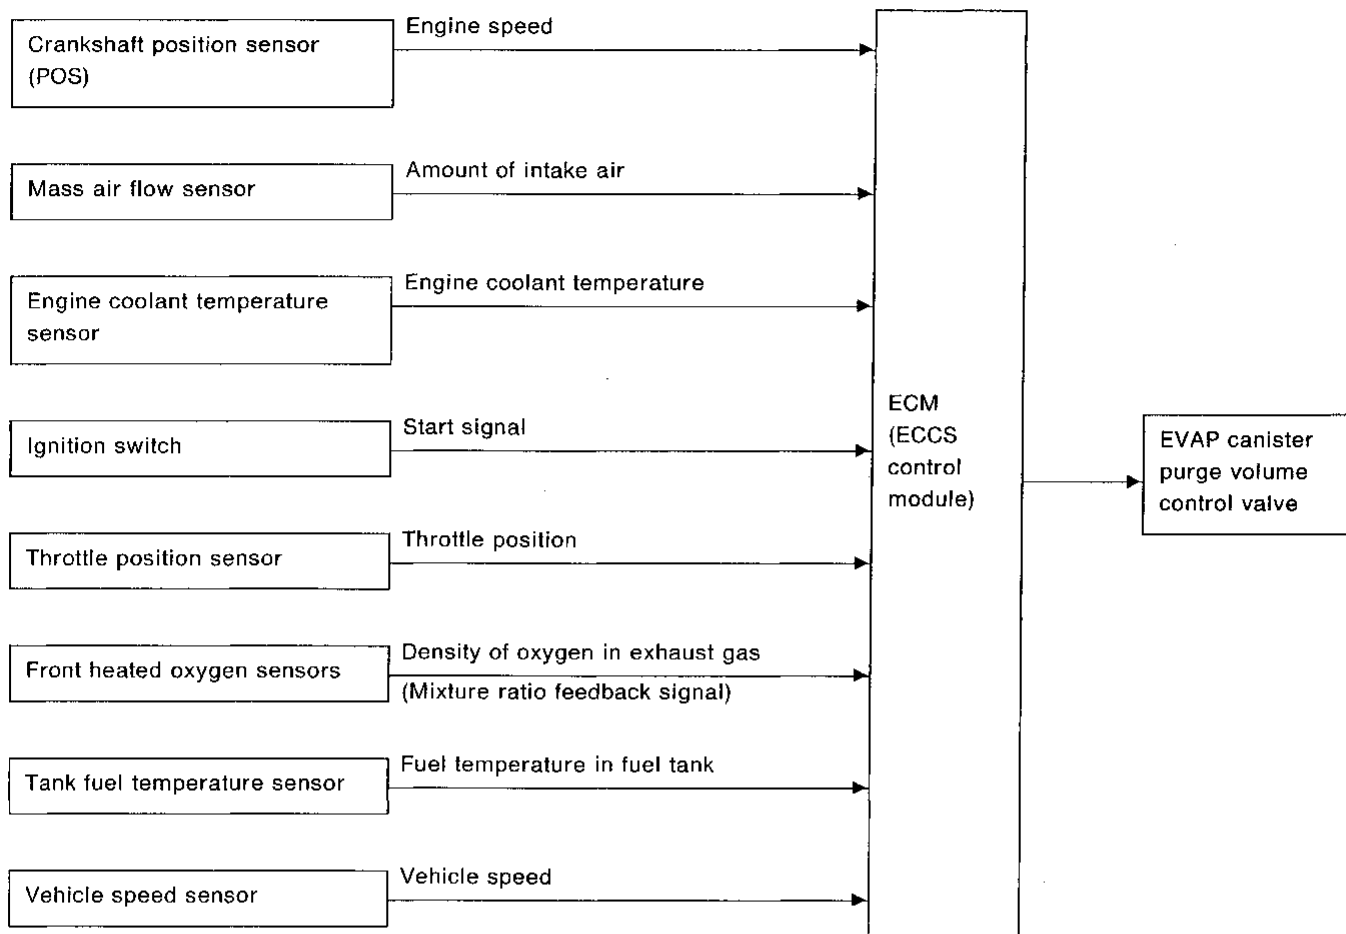 Crankshaft position sensor
(POS)
Engine speed
Mass air flow sensor
Amount of intake air
Engine coolant temperature
sensor
Engine coolant temperature
Ignition switch
Start signal
Throttle position sensor
Throttle position
Front heated oxygen sensors
Density of oxygen in exhaust gas
(Mixture ratio feedback signal)
Tank fuel temperature sensor
Fuel temperature in fuel tank
Vehicle speed sensor
Vehicle speed
ECM
(ECCS
control
module)
EVAP canister
purge volume
control valve